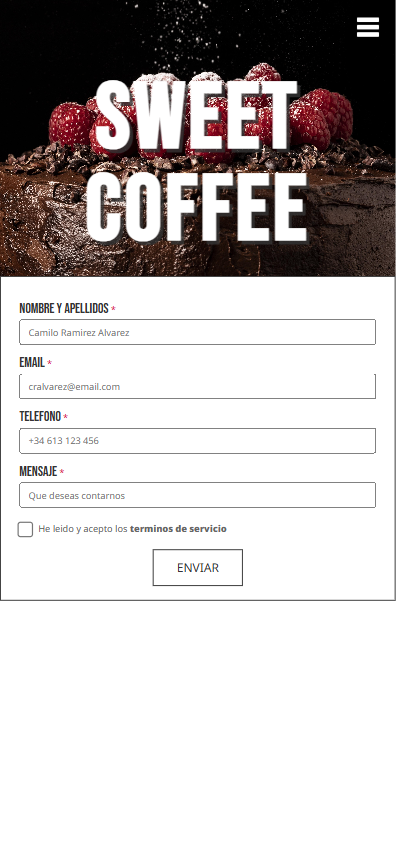 SWEET
COFFEE
NOMBRE Y APELLIDOS *
Camilo Ramirez Alvarez
EMAIL *
cralvarez@email.com
TELEFONO *
+34 613 123 456
MENSAJE *
Que deseas contarnos
He leido y acepto los terminos de servicio
ENVIAR